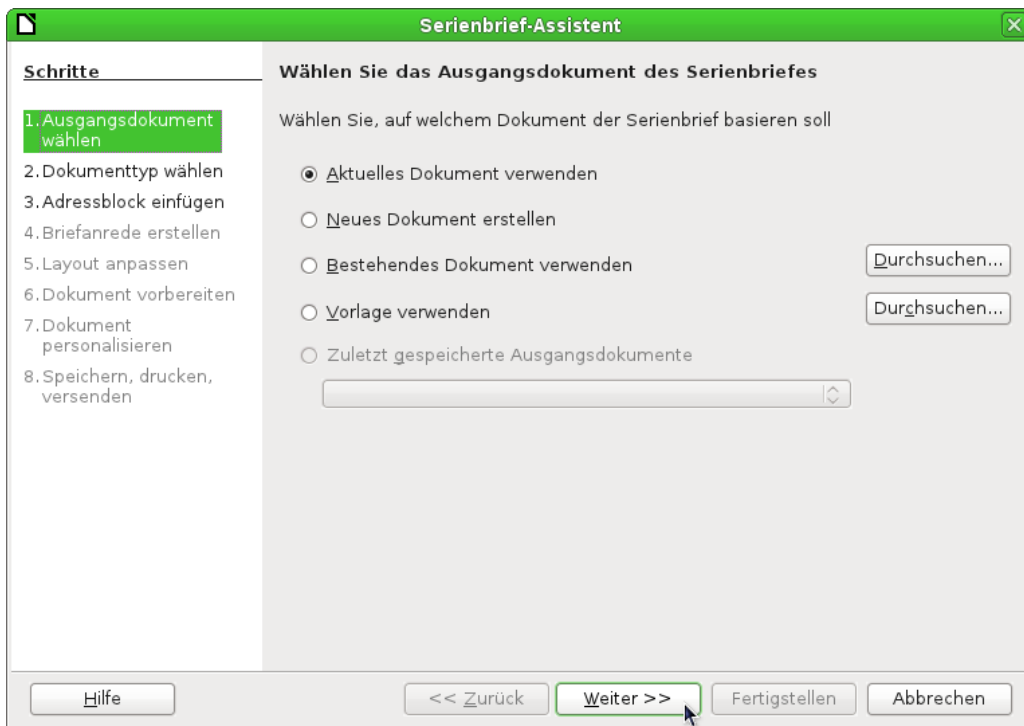 Serienbrief-Assistent
Schritte
1. Ausgangsdokument
wählen
2. Dokumenttyp wählen
3. Adressblock einfügen
4. Briefanrede erstellen
5. Layout anpassen
6. Dokument vorbereiten
7. Dokument
personalisieren
8. Speichern, drucken,
versenden
Wählen Sie das Ausgangsdokument des Serienbriefes
Wählen Sie, auf welchem Dokument der Serienbrief basieren soll
Aktuelles Dokument verwenden
Neues Dokument erstellen
Bestehendes Dokument verwenden
Durchsuchen...
Vorlage verwenden
Durchsuchen...
Zuletzt gespeicherte Ausgangsdokumente
Hilfe
<< Zurück
Weiter >>
Fertigstellen
Abbrechen